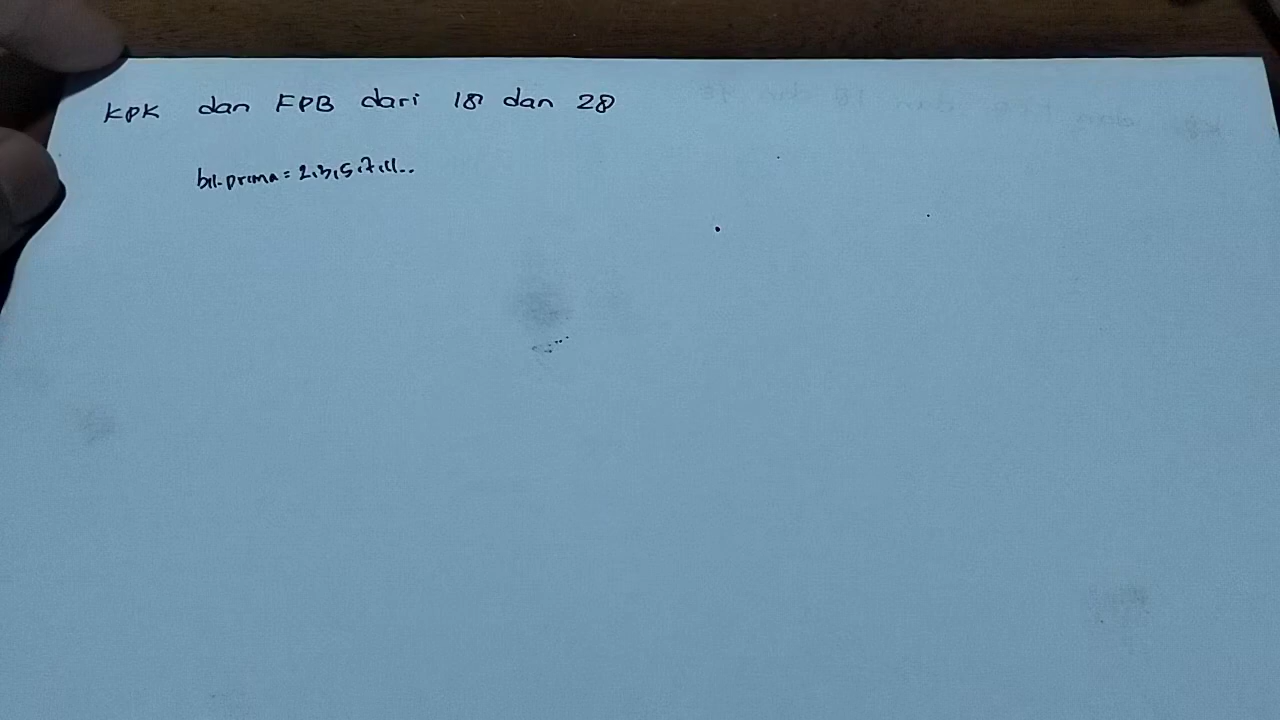 KPK dan FPB dari 18 dan 28
bil.prima = 2,3,5,7,11..